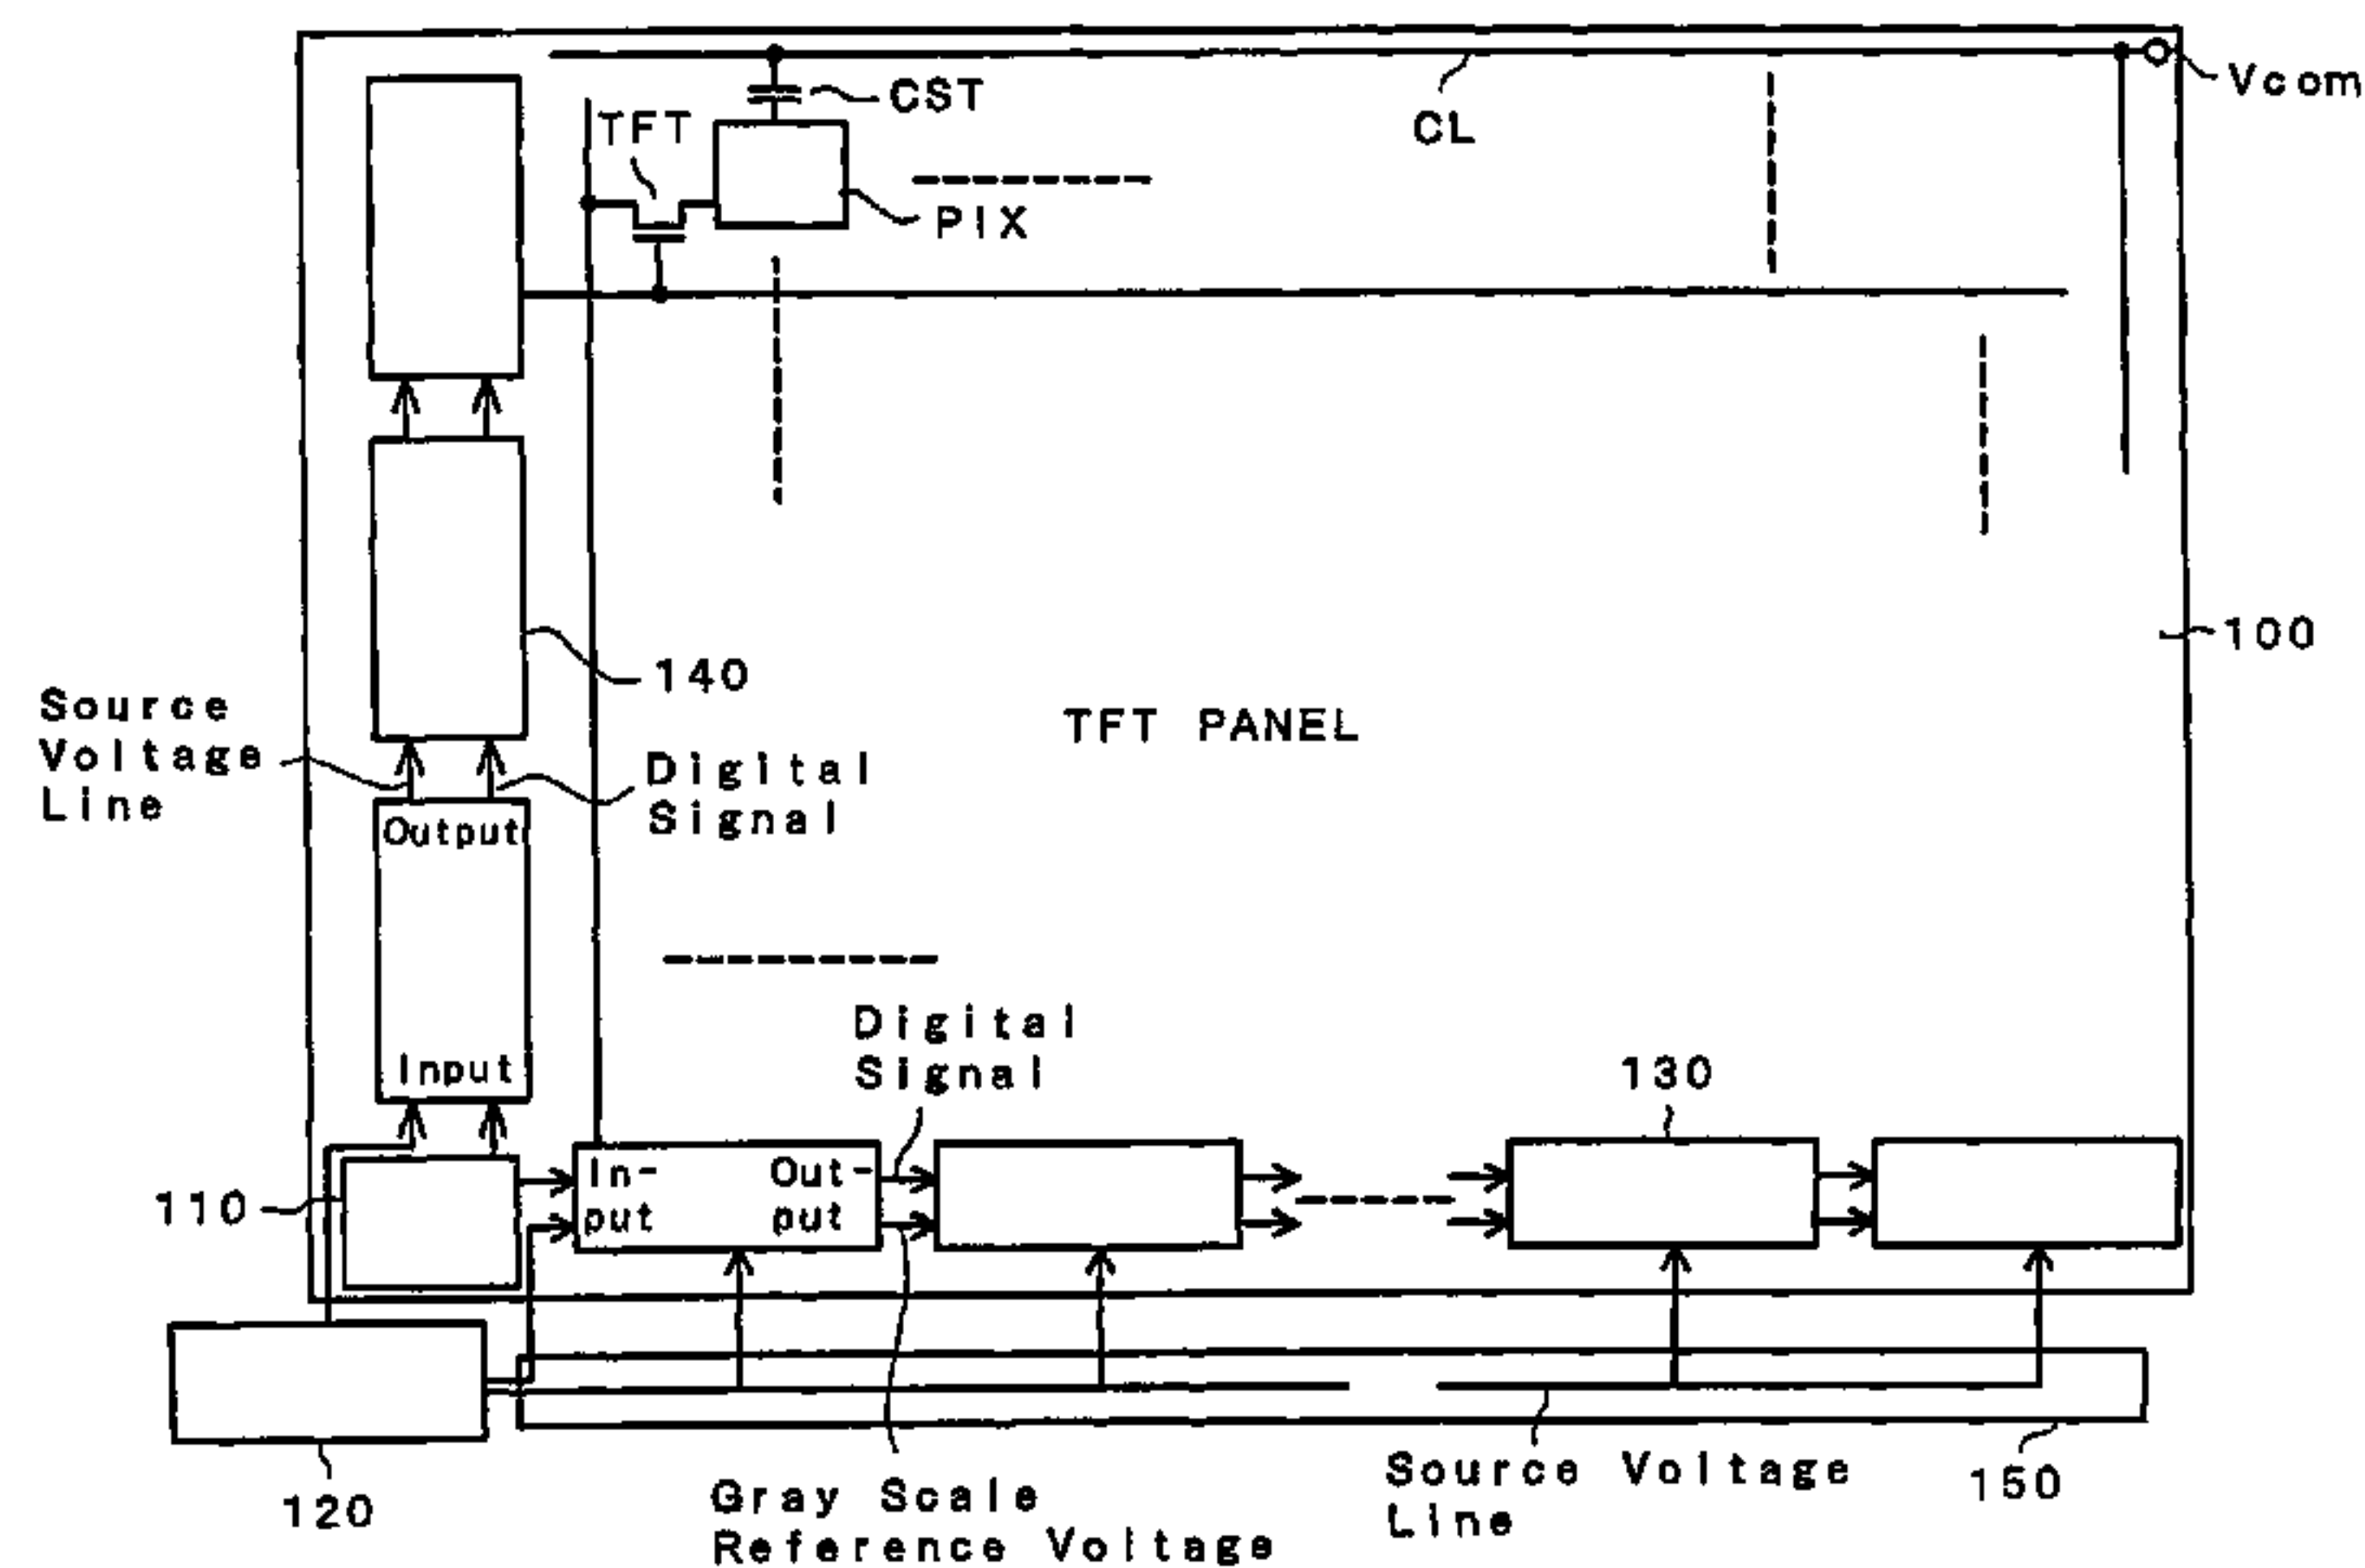 Vcom
CST
TFT
CL
PIX
100
140
Source
Voltage
Line
TFT PANEL
Digital
Signal
Output
Input
Digital
Signal
130
110
In-
put
Out-
put
120
Gray Scale
Reference Voltage
Source Voltage
Line
150